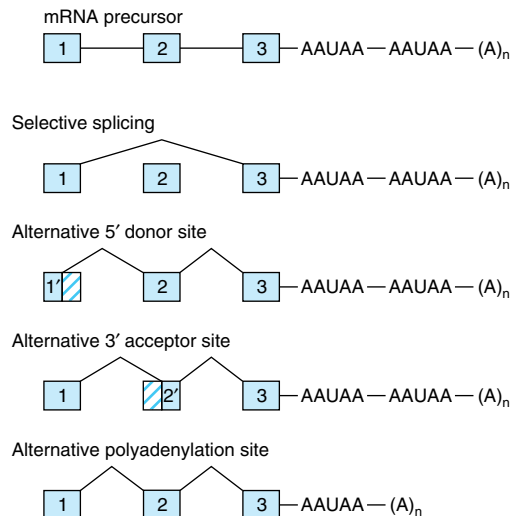 mRNA precursor
1 2 3 AAUAA — AAUAA — (A)n
Selective splicing
1 2 3 AAUAA — AAUAA — (A)n
Alternative 5′ donor site
1′ 2 3 AAUAA — AAUAA — (A)n
Alternative 3′ acceptor site
1 2′ 3 AAUAA — AAUAA — (A)n
Alternative polyadenylation site
1 2 3 AAUAA — (A)n